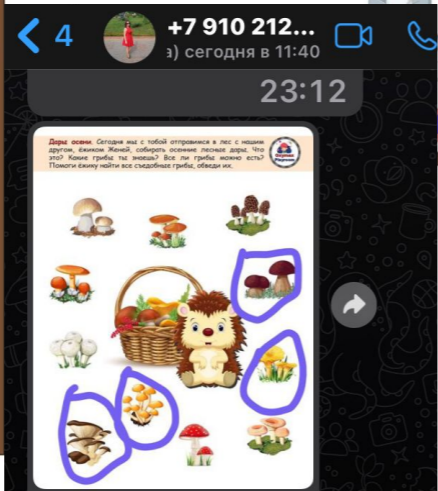 4
+7 910 212...
а) сегодня в 11:40
23:12
Дары осени. Сегодня мы с тобой отправимся в лес с нашим
другом, ёжиком Женей, собирать осенние лесные дары. Что
это? Какие грибы ты знаешь? Все ли грибы можно есть?
Помоги ёжику найти все съедобные грибы, обведи их.